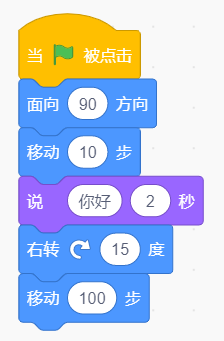 当 被点击
面向 90 方向
移动 10 步
说 你好 2 秒
右转 15 度
移动 100 步